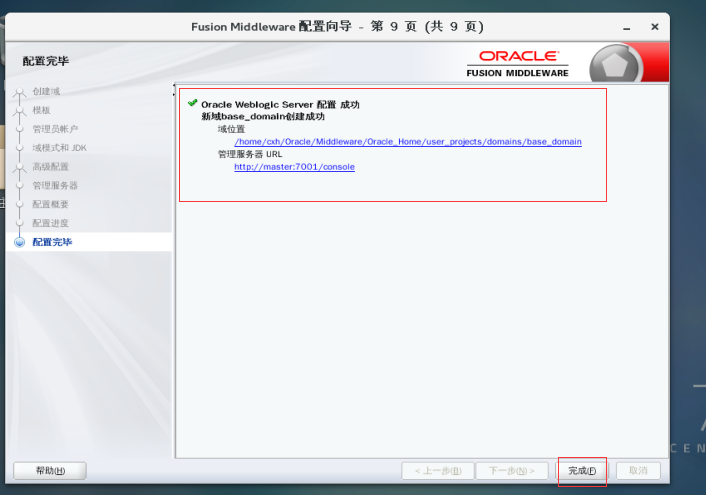 Fusion Middleware 配置向导 - 第 9 页 (共 9 页)
配置完毕
ORACLE
FUSION MIDDLEWARE
创建域
模板
管理员帐户
域模式和 JDK
高级配置
管理服务器
配置概要
配置进度
配置完毕
Oracle Weblogic Server 配置 成功
新域base_domain创建成功
域位置
/home/cxh/Oracle/Middleware/Oracle_Home/user_projects/domains/base_domain
管理服务器 URL
http://master:7001/console
帮助(H)
< 上一步(B)
下一步(N) >
完成(F)
取消
CEN